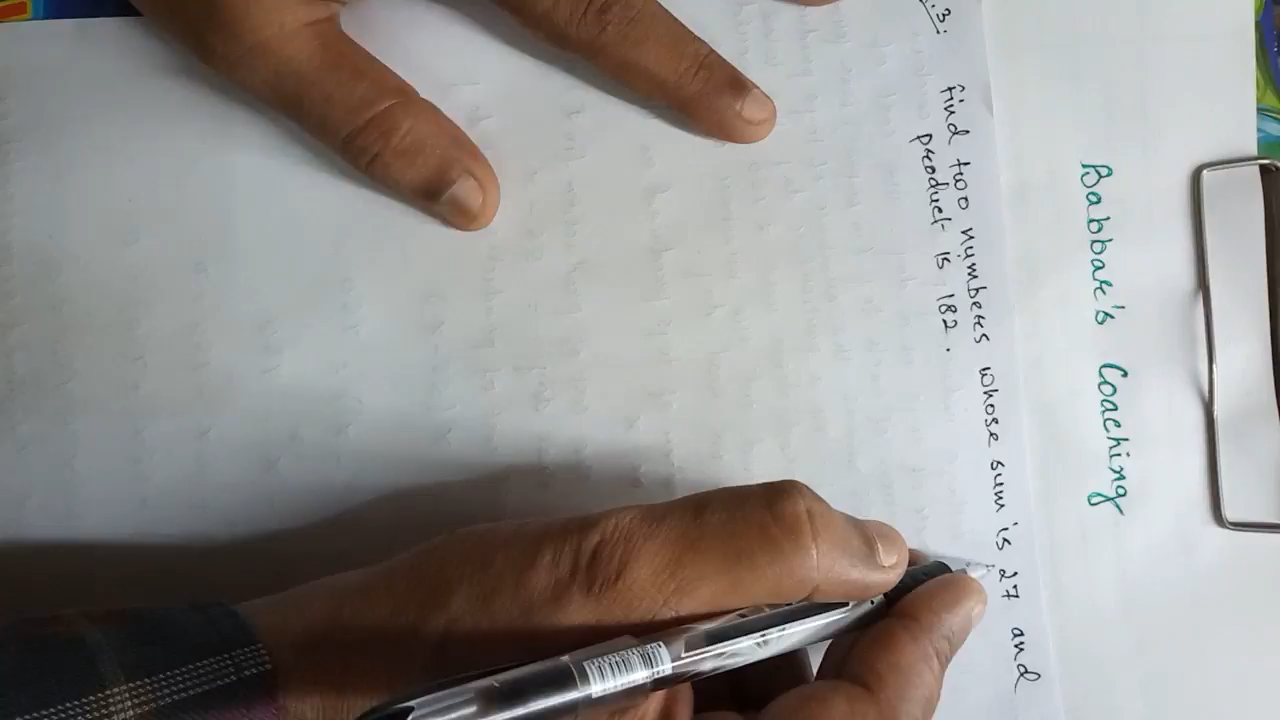 Babbar's Coaching
.3: find two numbers whose sum is 27 and
product is 182.